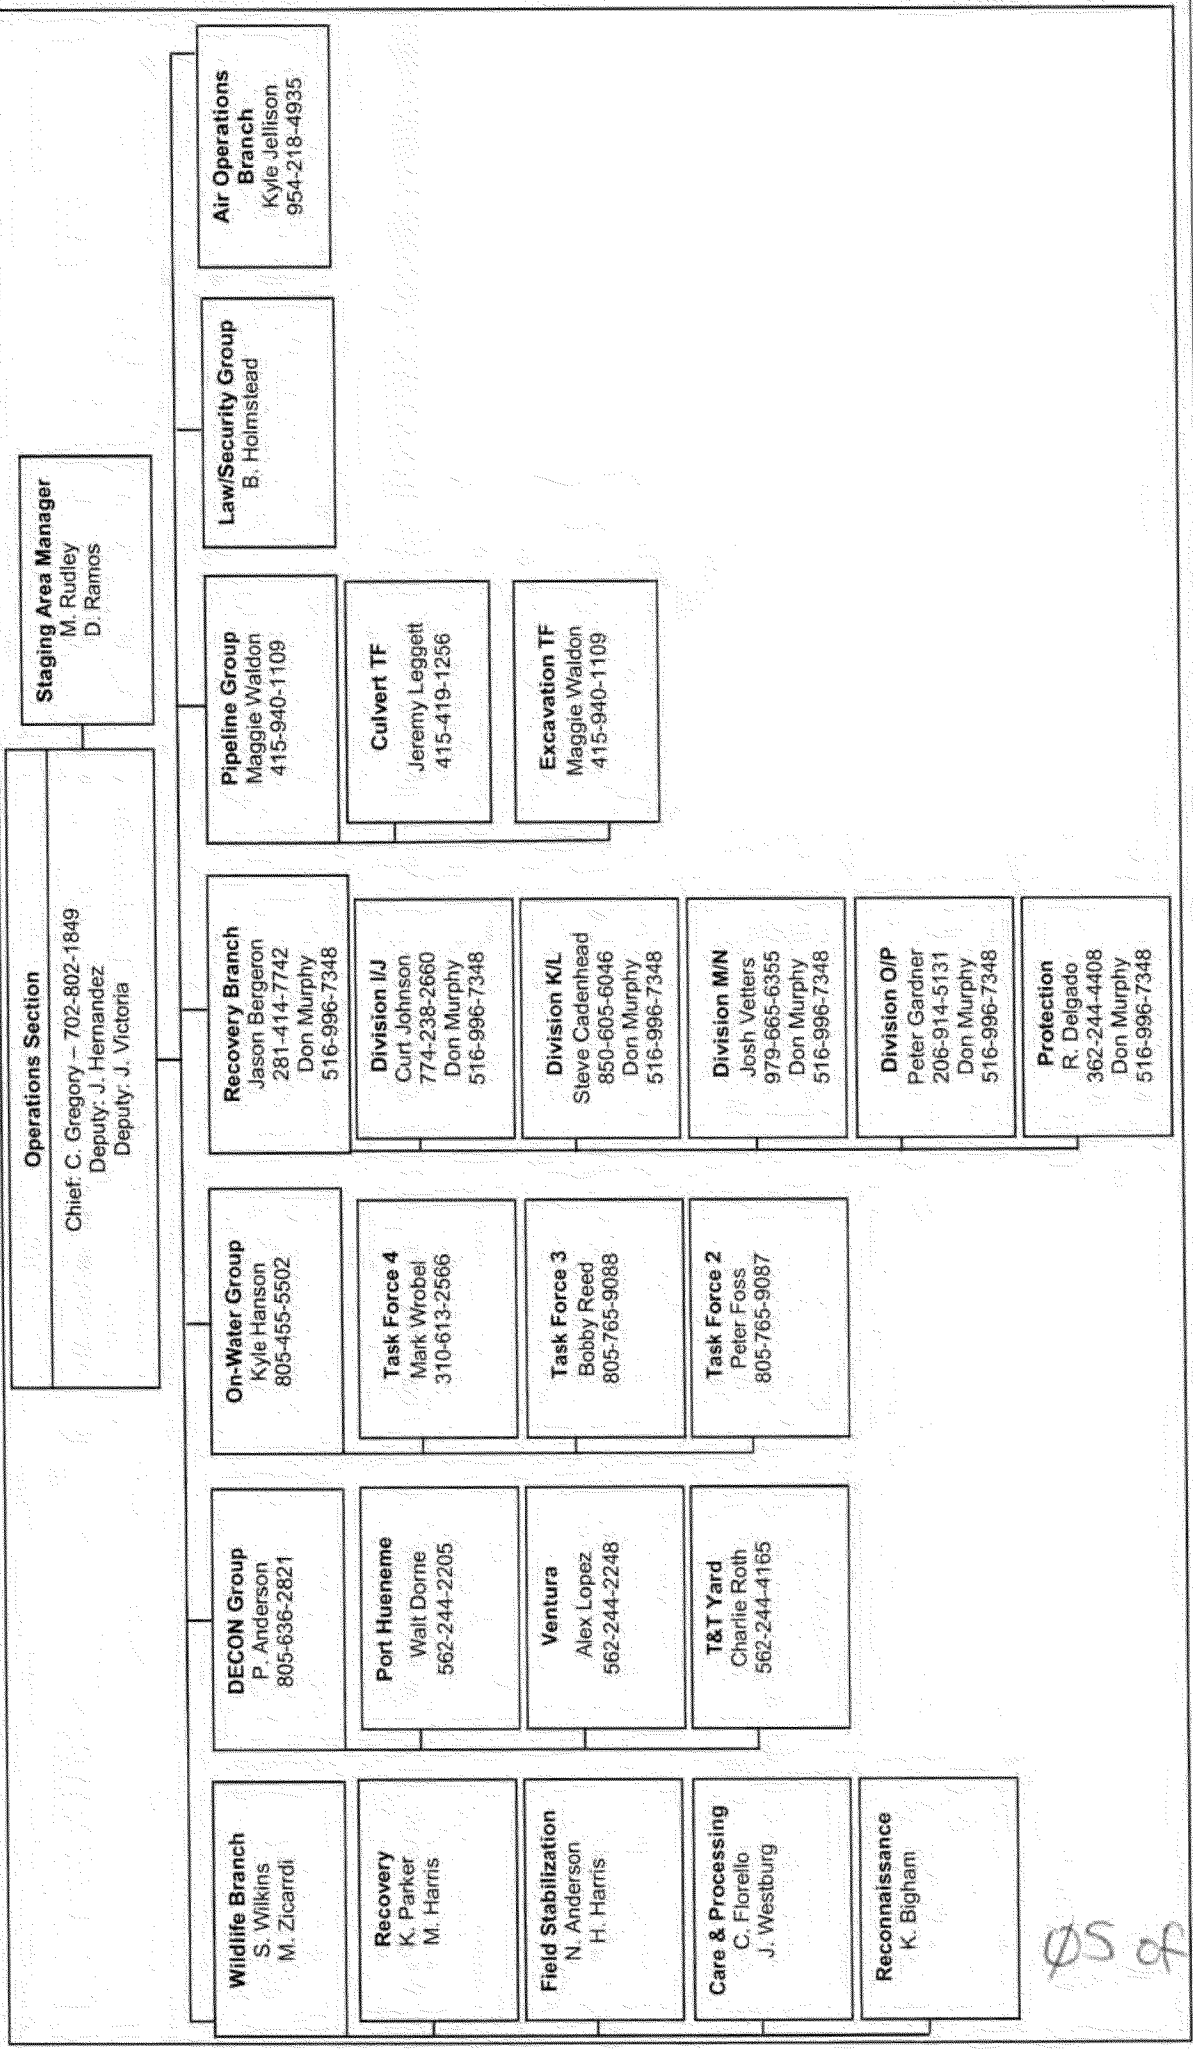 Operations Section
Chief: C. Gregory – 702-802-1849
Deputy: J. Hernandez
Deputy: J. Victoria
Staging Area Manager
M. Rudley
D. Ramos
Wildlife Branch
S. Wilkins
M. Zicarrdi
Recovery
K. Parker
M. Harris
Field Stabilization
N. Anderson
H. Harris
Care & Processing
C. Fiorello
J. Westburg
Reconnaissance
K. Bigham
DECON Group
P. Anderson
805-636-2821
Port Hueneme
Walt Dorne
562-244-2205
Ventura
Alex Lopez
562-244-2248
T&T Yard
Charlie Roth
562-244-4165
On-Water Group
Kyle Hanson
805-455-5502
Task Force 4
Mark Wrobel
310-613-2566
Task Force 3
Bobby Reed
805-765-9088
Task Force 2
Peter Foss
805-765-9087
Recovery Branch
Jason Bergeron
281-414-7742
Don Murphy
516-996-7348
Division I/J
Curt Johnson
774-238-2660
Don Murphy
516-996-7348
Division K/L
Steve Cadenhead
850-605-6046
Don Murphy
516-996-7348
Division M/N
Josh Vetters
979-665-6355
Don Murphy
516-996-7348
Division O/P
Peter Gardner
206-914-5131
Don Murphy
516-996-7348
Protection
R. Delgado
362-244-4408
Don Murphy
516-996-7348
Pipeline Group
Maggie Waldon
415-940-1109
Culvert TF
Jeremy Leggett
415-419-1256
Excavation TF
Maggie Waldon
415-940-1109
Law/Security Group
B. Holmstead
Air Operations
Branch
Kyle Jellison
954-218-4935
of